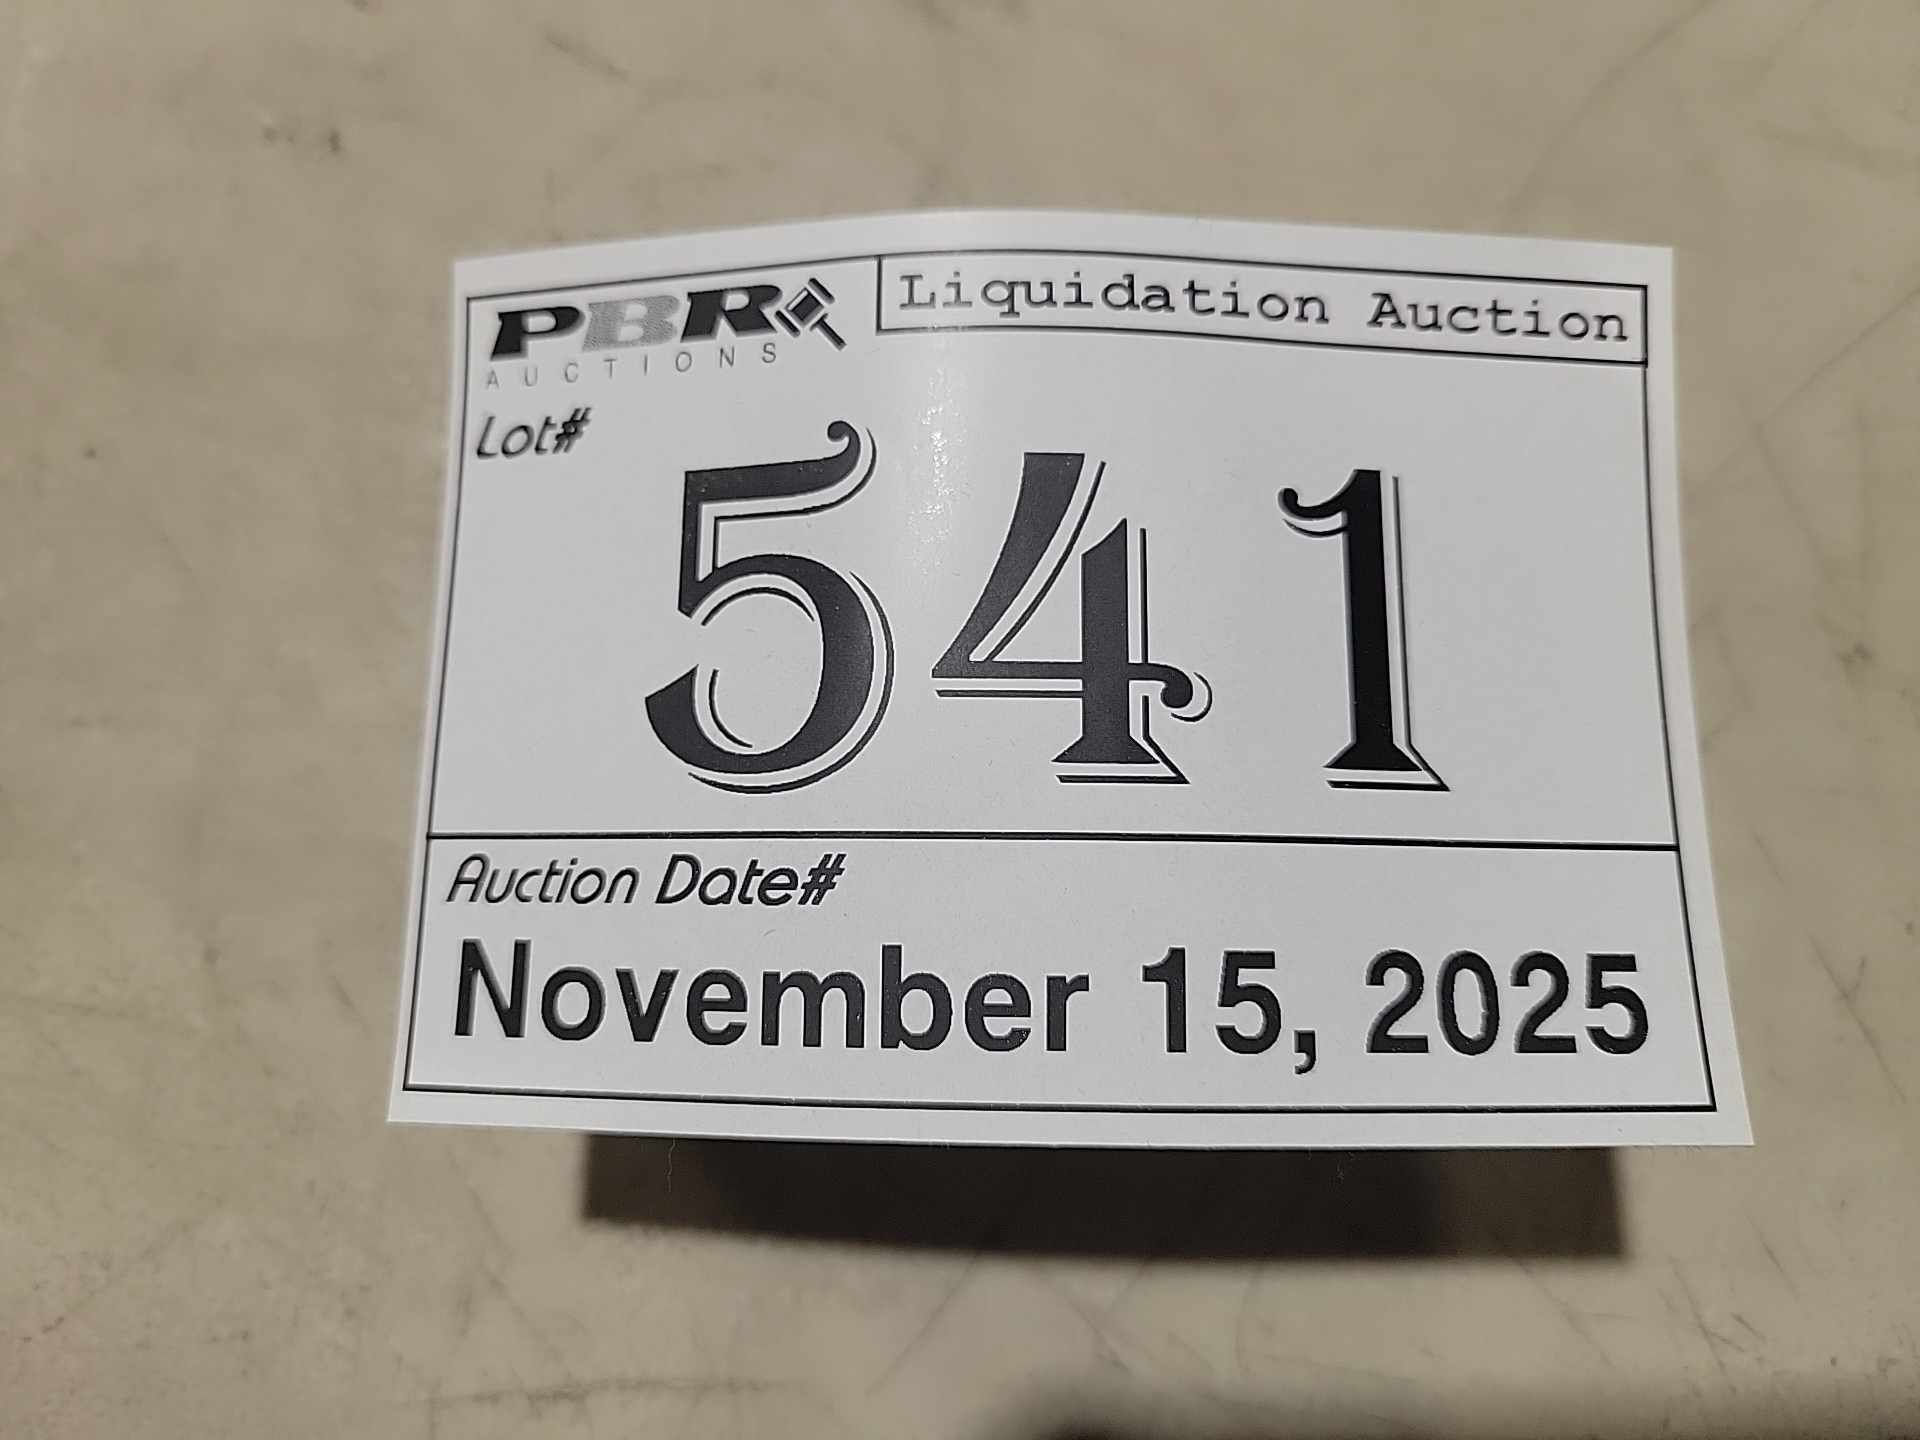 PBR
AUCTIONS
Liquidation Auction
Lot#
541
Auction Date#
November 15, 2025